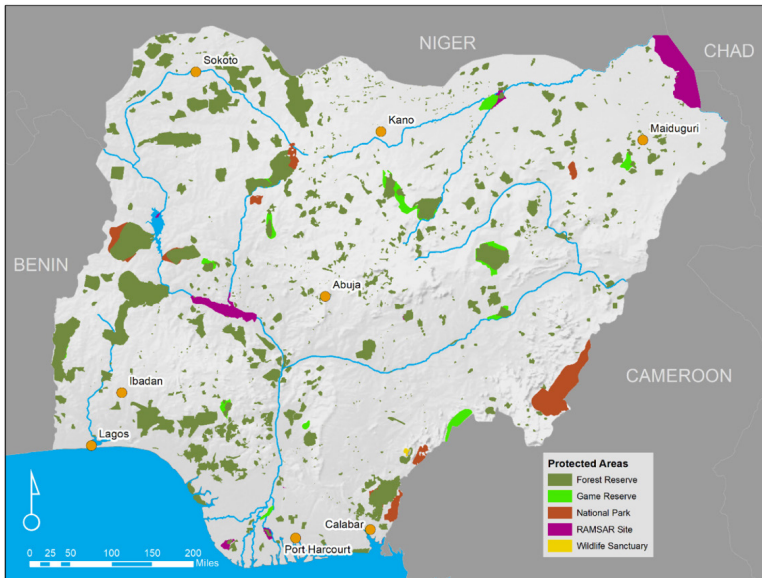 NIGER
CHAD
Sokoto
Kano
Maiduguri
BENIN
Abuja
CAMEROON
Ibadan
Lagos
Calabar
Port Harcourt
Protected Areas
Forest Reserve
Game Reserve
National Park
RAMSAR Site
Wildlife Sanctuary
0 25 50 100 150 200
Miles